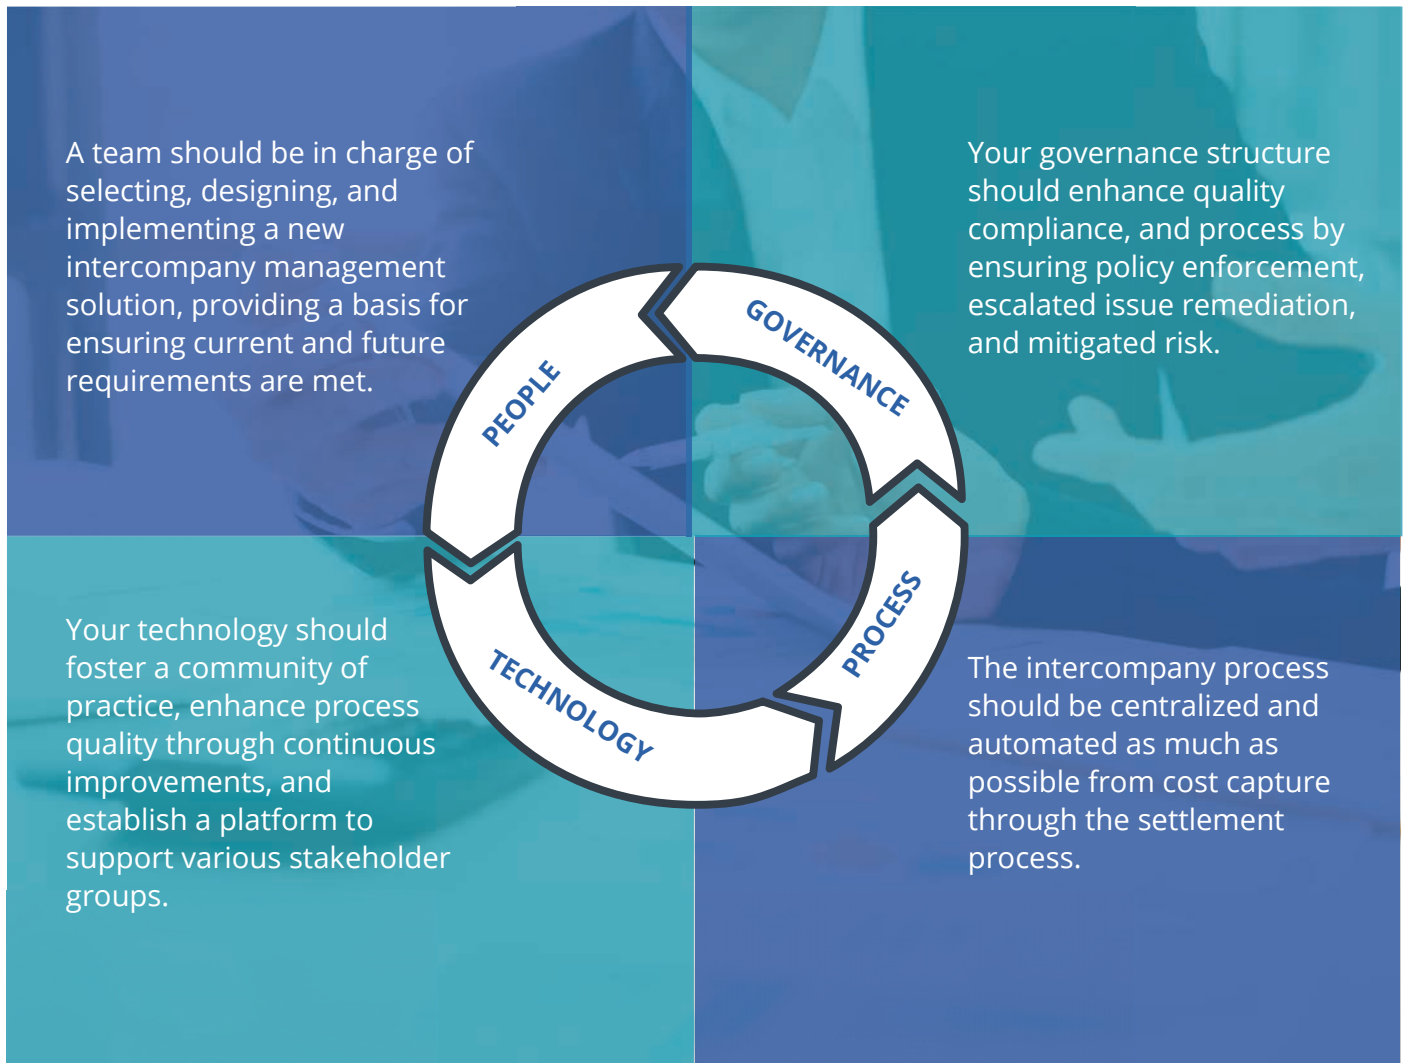 A team should be in charge of
selecting, designing, and
implementing a new
intercompany management
solution, providing a basis for
ensuring current and future
requirements are met.
Your governance structure
should enhance quality
compliance, and process by
ensuring policy enforcement,
escalated issue remediation,
and mitigated risk.
PEOPLE
GOVERNANCE
TECHNOLOGY
PROCESS
Your technology should
foster a community of
practice, enhance process
quality through continuous
improvements, and
establish a platform to
support various stakeholder
groups.
The intercompany process
should be centralized and
automated as much as
possible from cost capture
through the settlement
process.